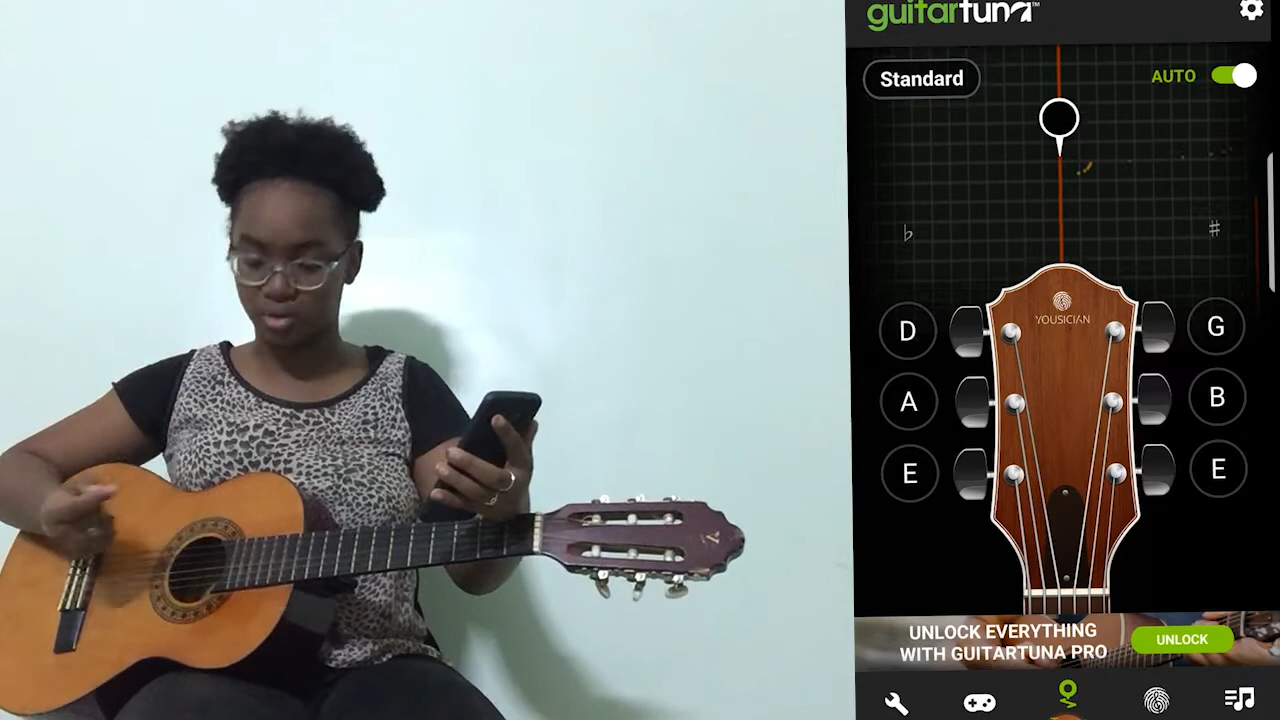 guitartuna™
Standard
AUTO
♭
♯
YOUSICIAN
D
G
A
B
E
E
UNLOCK EVERYTHING
WITH GUITARTUNA PRO
UNLOCK